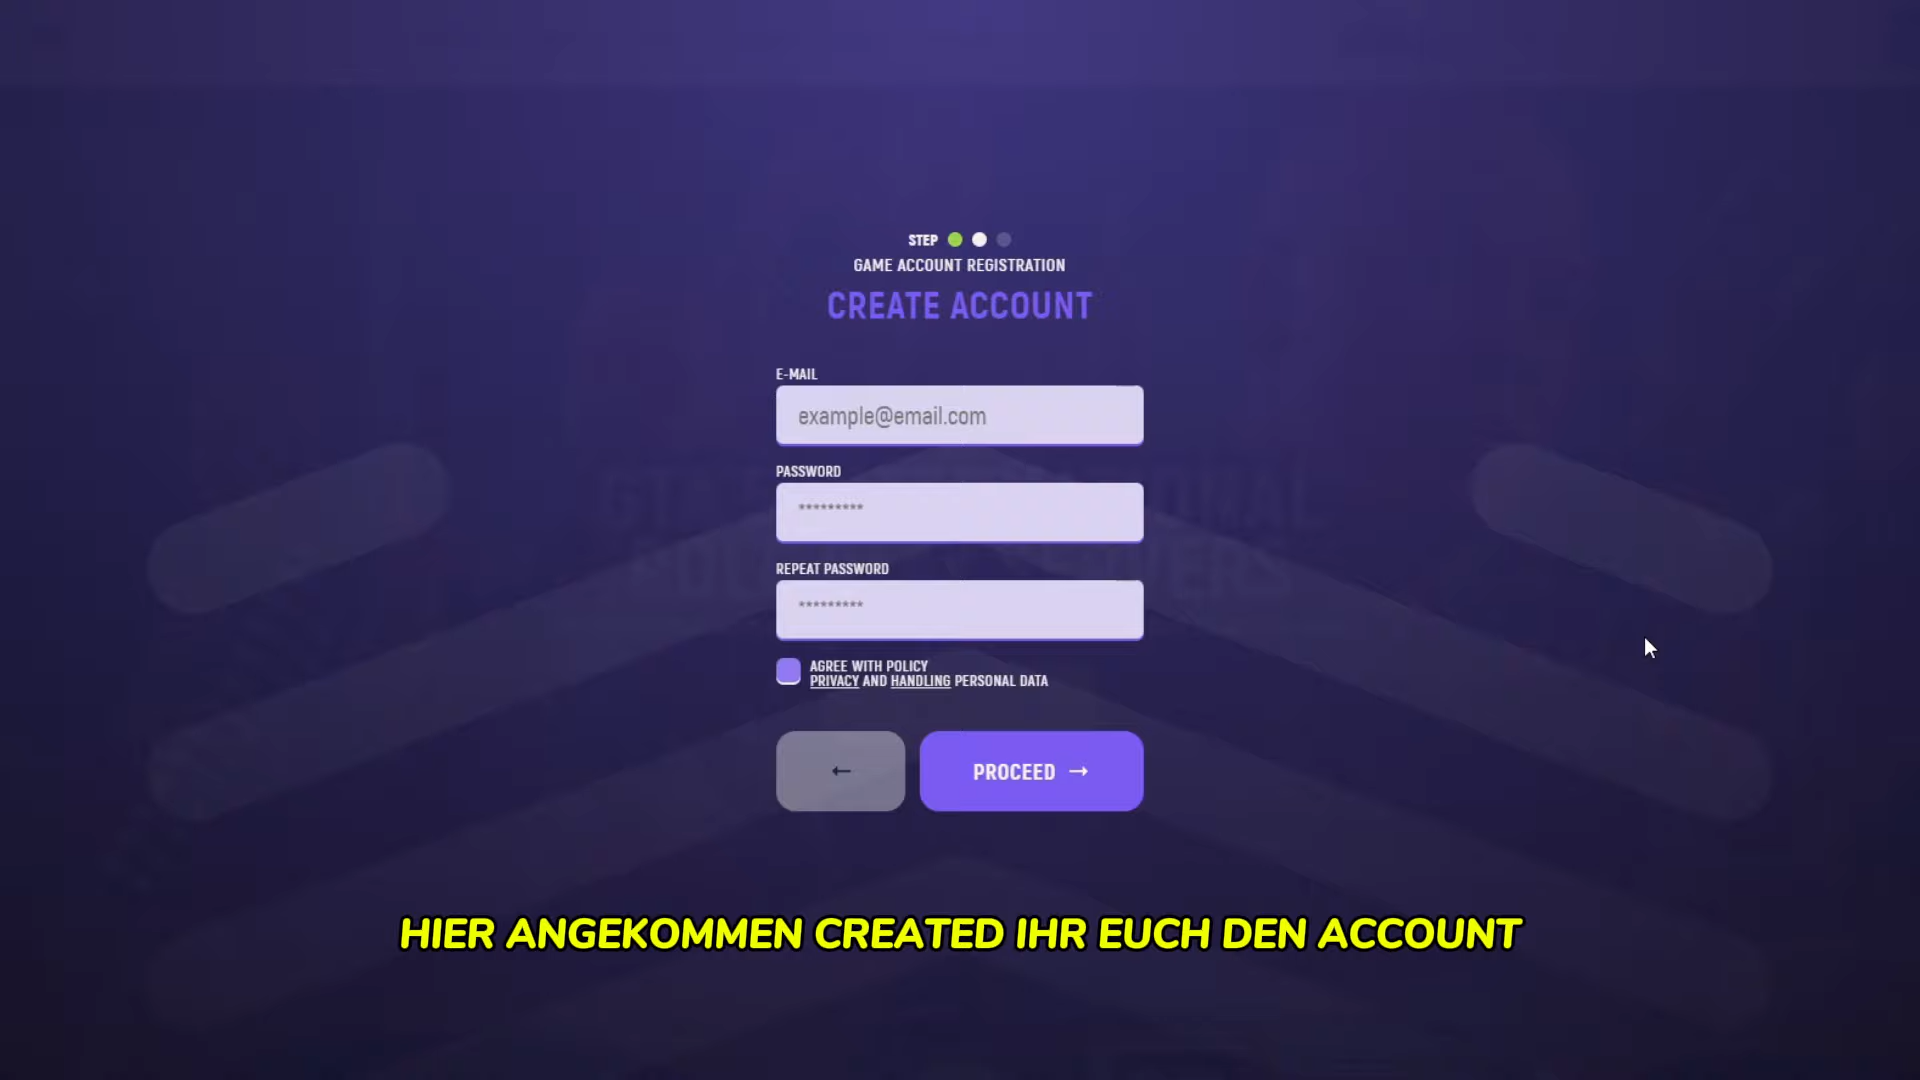 STEP
GAME ACCOUNT REGISTRATION
CREATE ACCOUNT
E-MAIL
example@email.com
PASSWORD
*********
REPEAT PASSWORD
*********
AGREE WITH POLICY
PRIVACY AND HANDLING PERSONAL DATA
← PROCEED →
HIER ANGEKOMMEN CREATED IHR EUCH DEN ACCOUNT